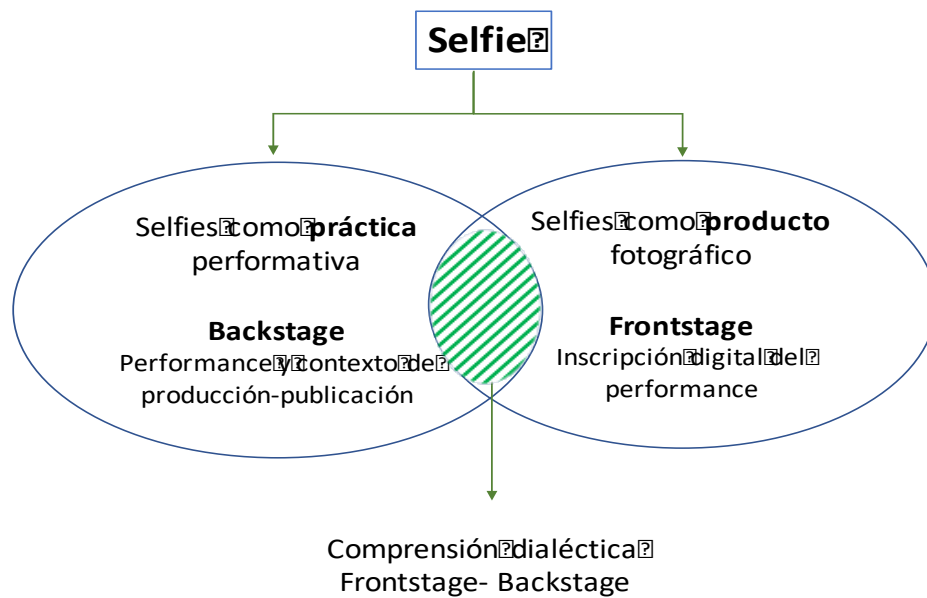 Selfie
Selfies como práctica
performativa
Backstage
Performance y contexto de
producción-publicación
Selfies como producto
fotográfico
Frontstage
Inscripción digital del
performance
Comprensión dialéctica
Frontstage- Backstage